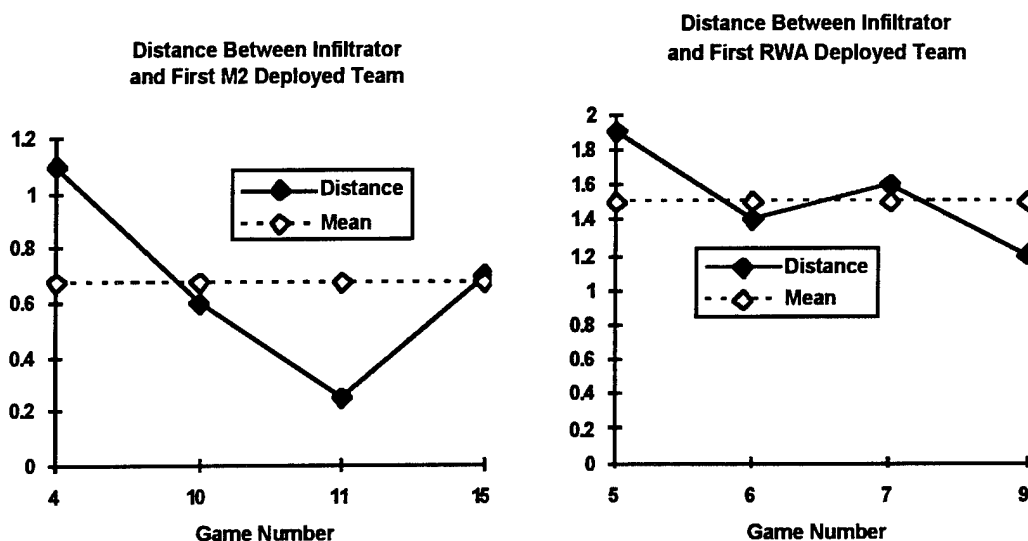 Distance Between Infiltrator
and First M2 Deployed Team
1.2
1
0.8
0.6
0.4
0.2
0
Distance
Mean
4 10 11 15
Game Number
Distance Between Infiltrator
and First RWA Deployed Team
2
1.8
1.6
1.4
1.2
1
0.8
0.6
0.4
0.2
0
Distance
Mean
5 6 7 9
Game Number